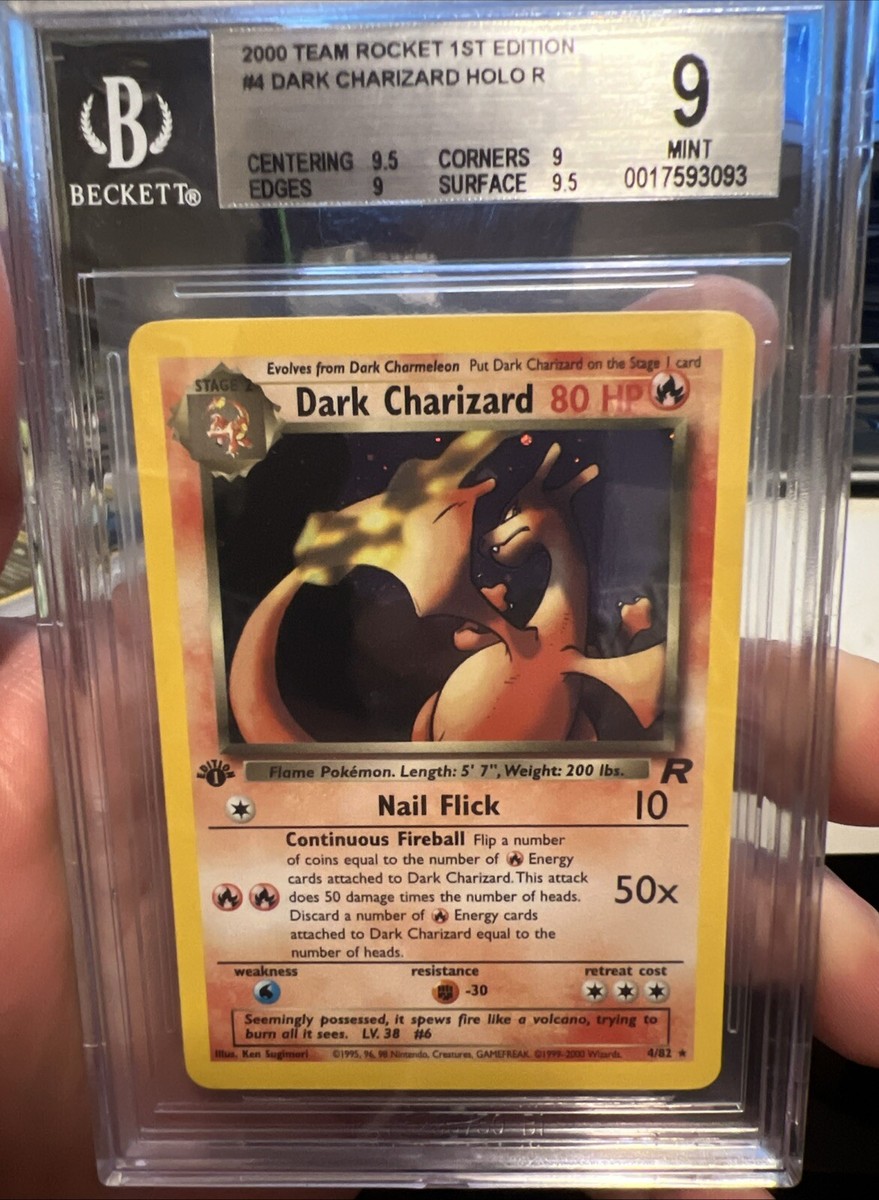 2000 TEAM ROCKET 1ST EDITION
#4 DARK CHARIZARD HOLO R
9
MINT
0017593093
CENTERING 9.5 CORNERS 9
EDGES 9 SURFACE 9.5
B
BECKETT®
Evolves from Dark Charmeleon Put Dark Charizard on the Stage 1 card
STAGE 2
Dark Charizard 80 HP
EDITION
1
Flame Pokémon. Length: 5' 7", Weight: 200 lbs.
R
Nail Flick 10
Continuous Fireball Flip a number
of coins equal to the number of Energy
cards attached to Dark Charizard. This attack
does 50 damage times the number of heads.
Discard a number of Energy cards
attached to Dark Charizard equal to the
number of heads.
50x
weakness resistance retreat cost
-30
Seemingly possessed, it spews fire like a volcano, trying to
burn all it sees. LV. 38 #6
Illus. Ken Sugimori ©1995, 96, 98 Nintendo, Creatures, GAMEFREAK. ©1999-2000 Wizards. 4/82 ★